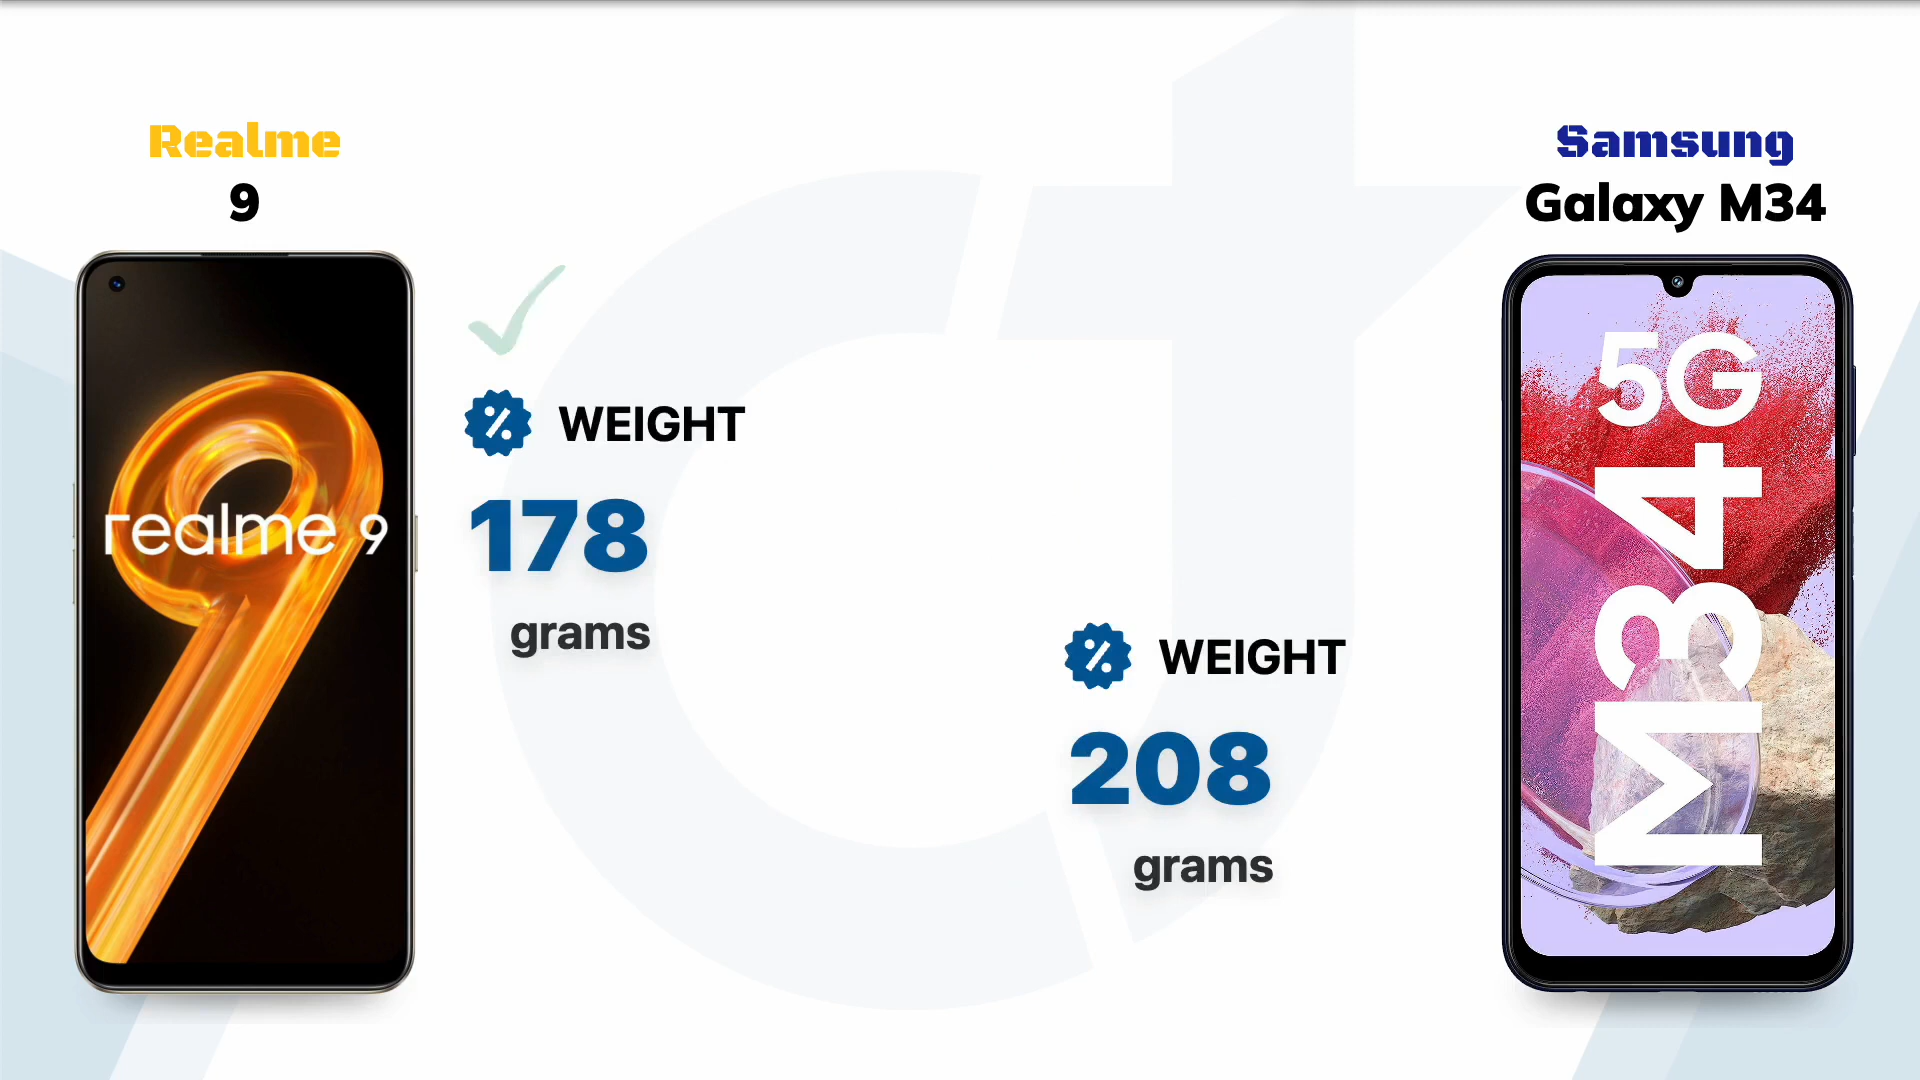 Realme
9
realme 9
WEIGHT
178
grams
WEIGHT
208
grams
Samsung
Galaxy M34
5G
M34